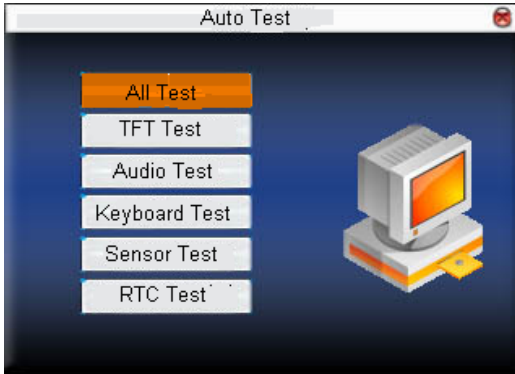 Auto Test
All Test
TFT Test
Audio Test
Keyboard Test
Sensor Test
RTC Test